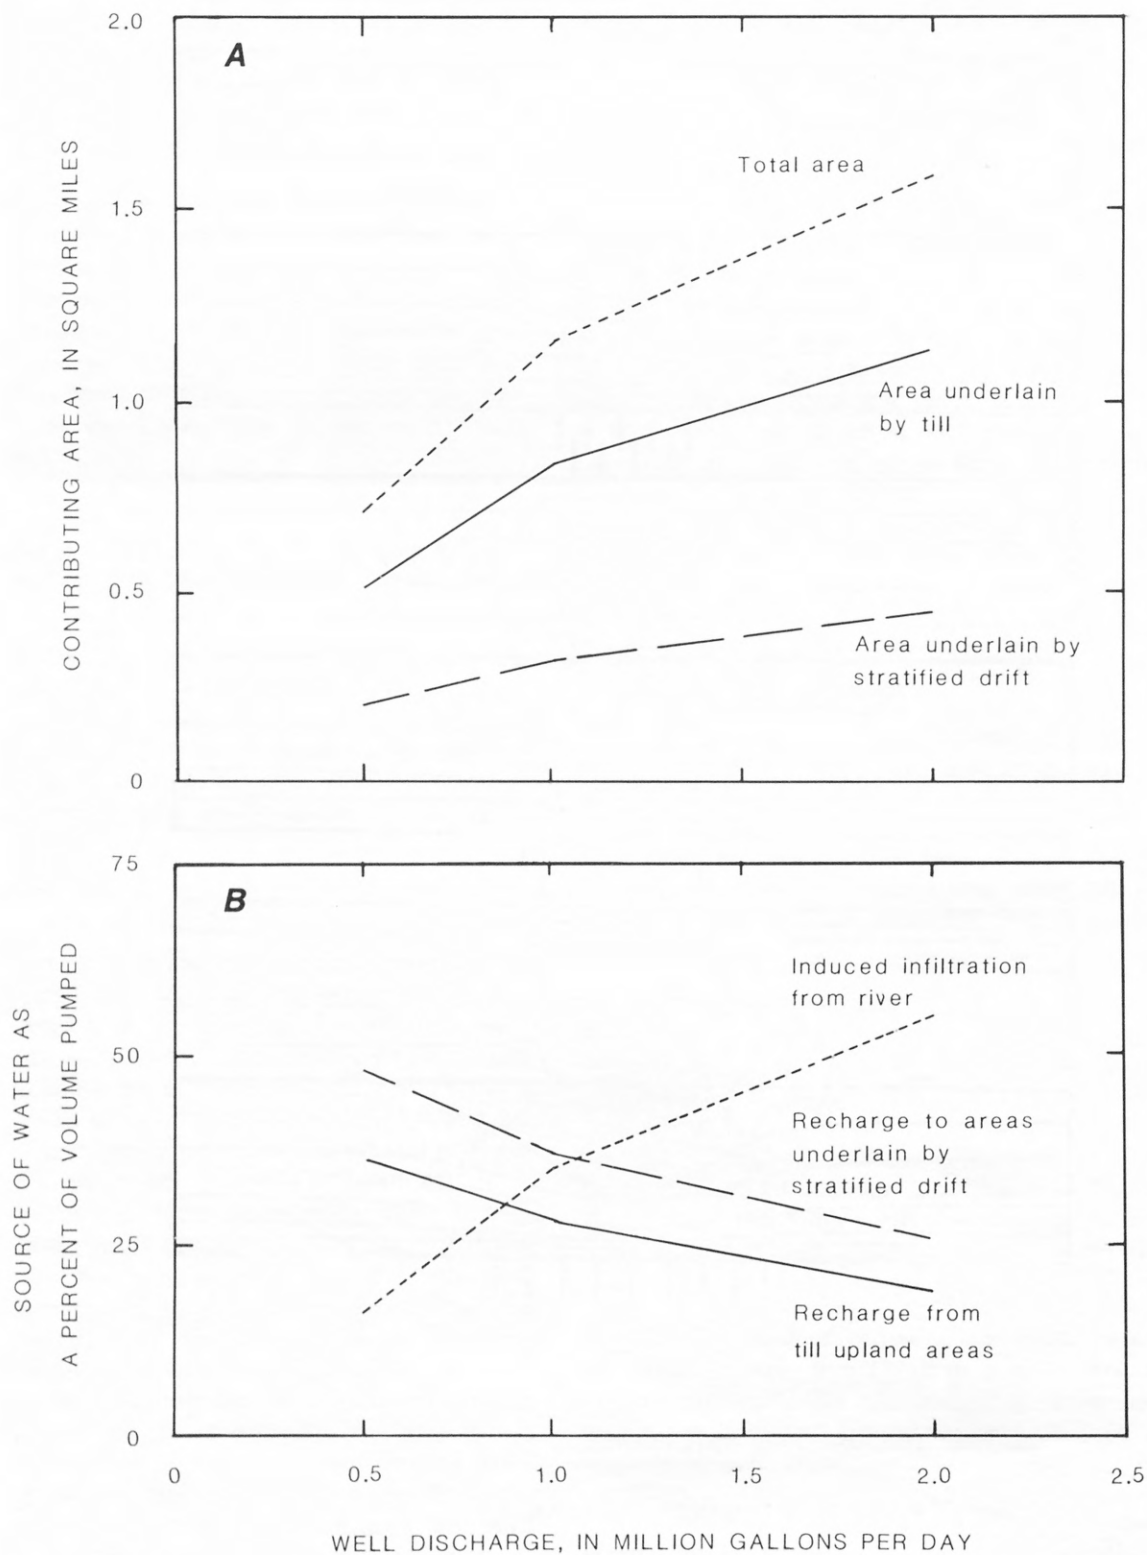 2.0
A
Total area
1.5
CONTRIBUTING AREA, IN SQUARE MILES
1.0
Area underlain
by till
0.5
Area underlain by
stratified drift
0
75
B
Induced infiltration
from river
SOURCE OF WATER AS
A PERCENT OF VOLUME PUMPED
50
Recharge to areas
underlain by
stratified drift
25
Recharge from
till upland areas
0
0 0.5 1.0 1.5 2.0 2.5
WELL DISCHARGE, IN MILLION GALLONS PER DAY